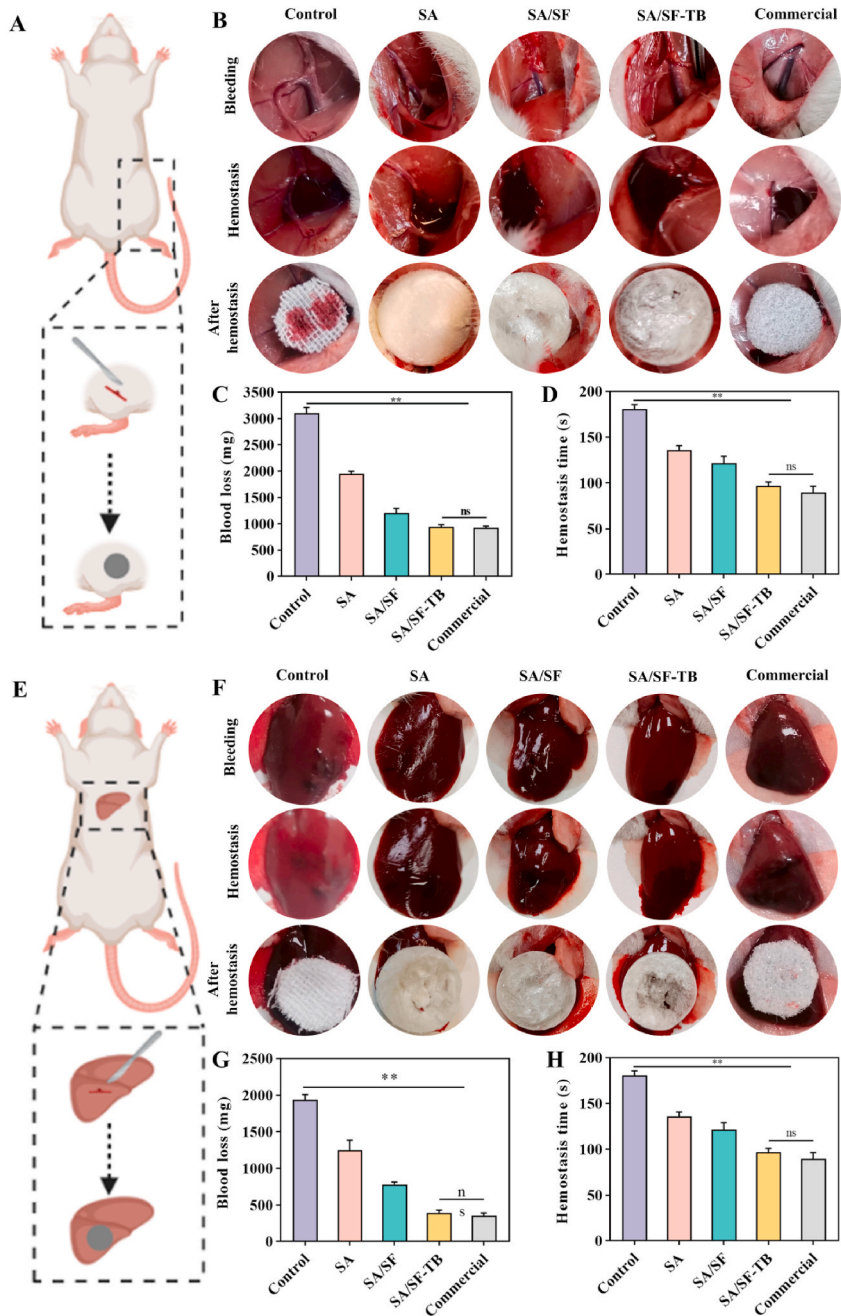 A
B
Control
SA
SA/SF
SA/SF-TB
Commercial
Bleeding
Hemostasis
After
hemostasis
C
Blood loss (mg)
3500
3000
2500
2000
1500
1000
500
0
**
ns
Control
SA
SA/SF
SA/SF-TB
Commercial
D
Hemostasis time (s)
200
150
100
50
0
**
ns
Control
SA
SA/SF
SA/SF-TB
Commercial
E
F
Control
SA
SA/SF
SA/SF-TB
Commercial
Bleeding
Hemostasis
After
hemostasis
G
Blood loss (mg)
2500
2000
1500
1000
500
0
**
n
s
Control
SA
SA/SF
SA/SF-TB
Commercial
H
Hemostasis time (s)
200
150
100
50
0
**
ns
Control
SA
SA/SF
SA/SF-TB
Commercial